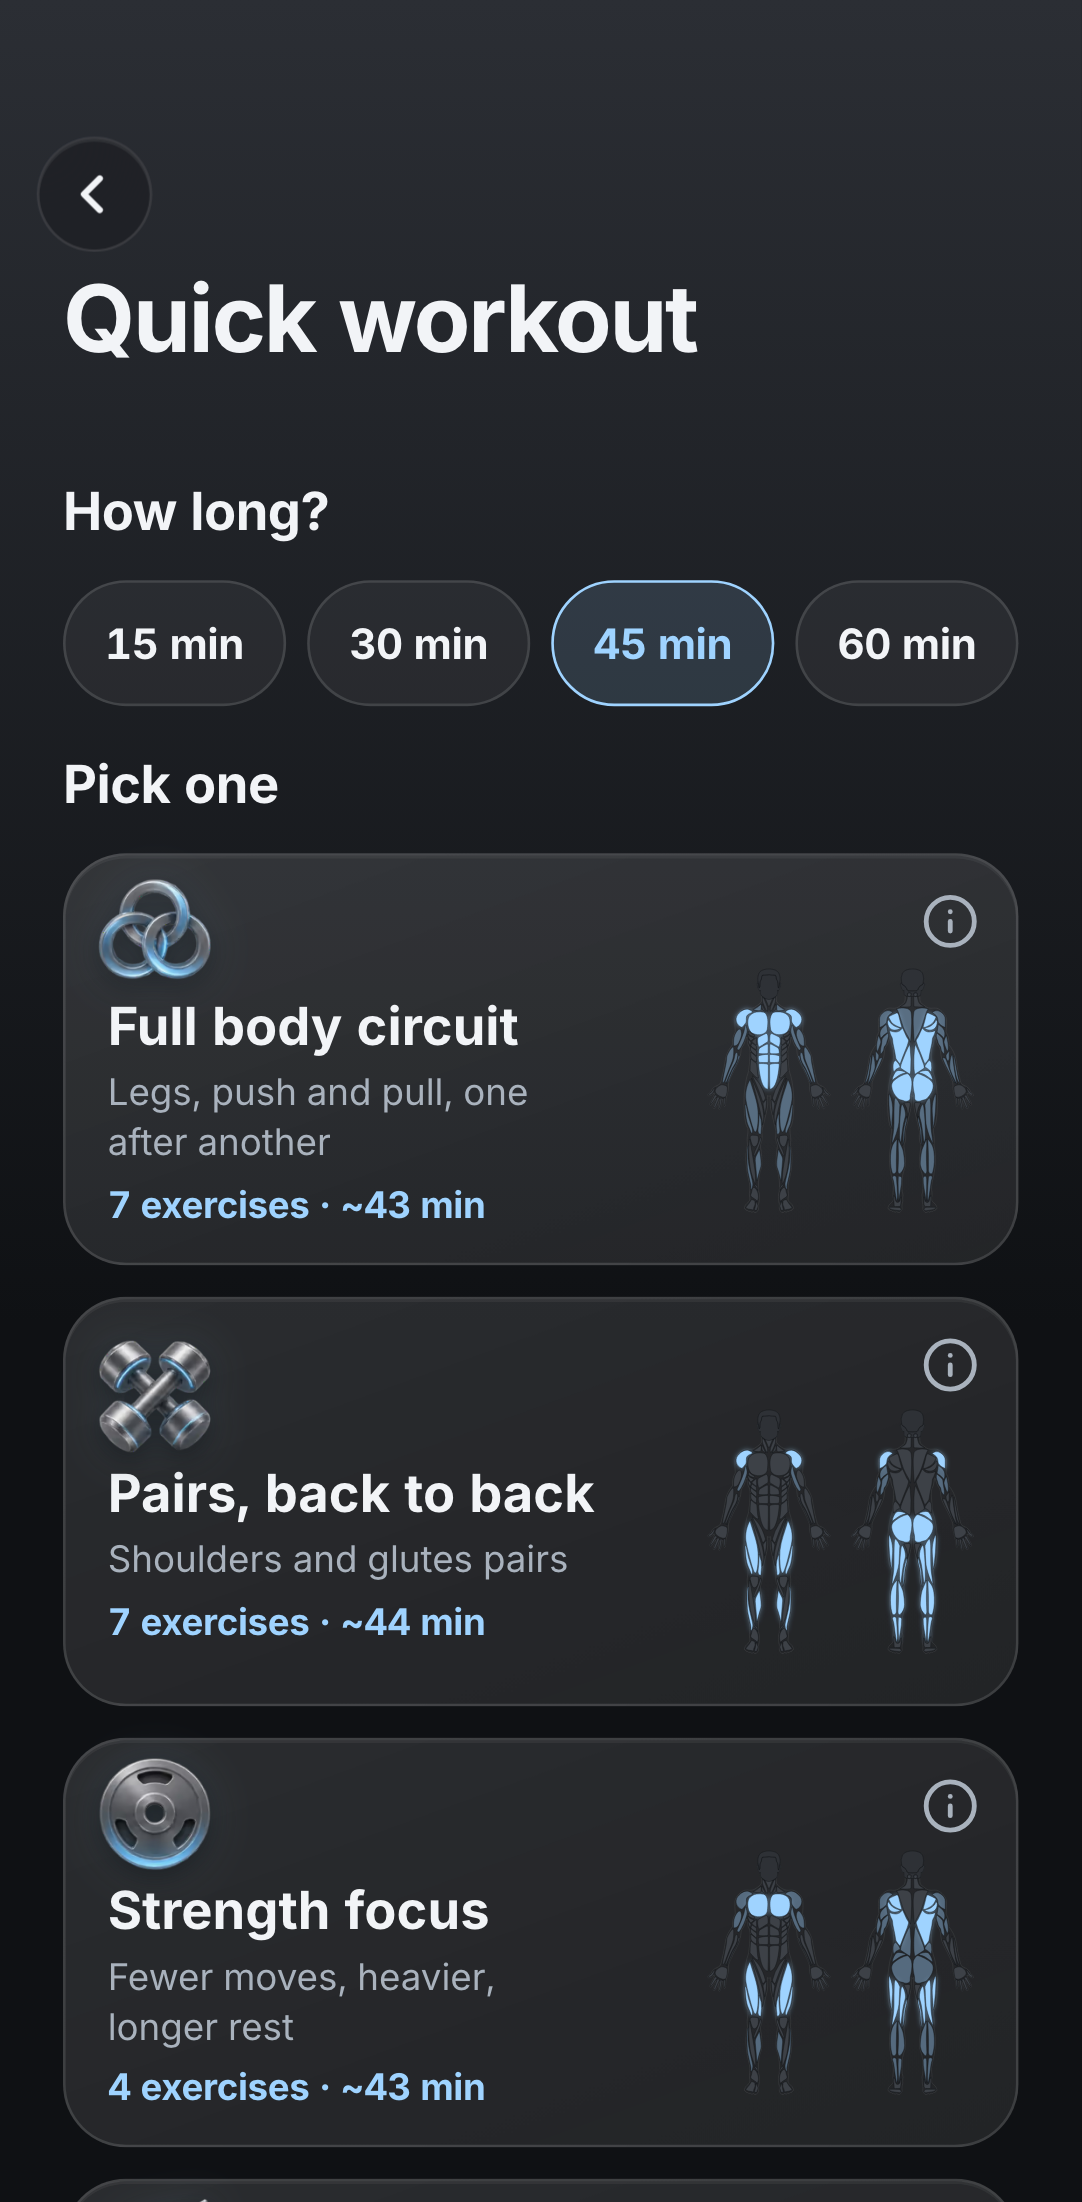 Quick workout
How long?
15 min
30 min
45 min
60 min
Pick one
Full body circuit
Legs, push and pull, one
after another
7 exercises · ~43 min
Pairs, back to back
Shoulders and glutes pairs
7 exercises · ~44 min
Strength focus
Fewer moves, heavier,
longer rest
4 exercises · ~43 min